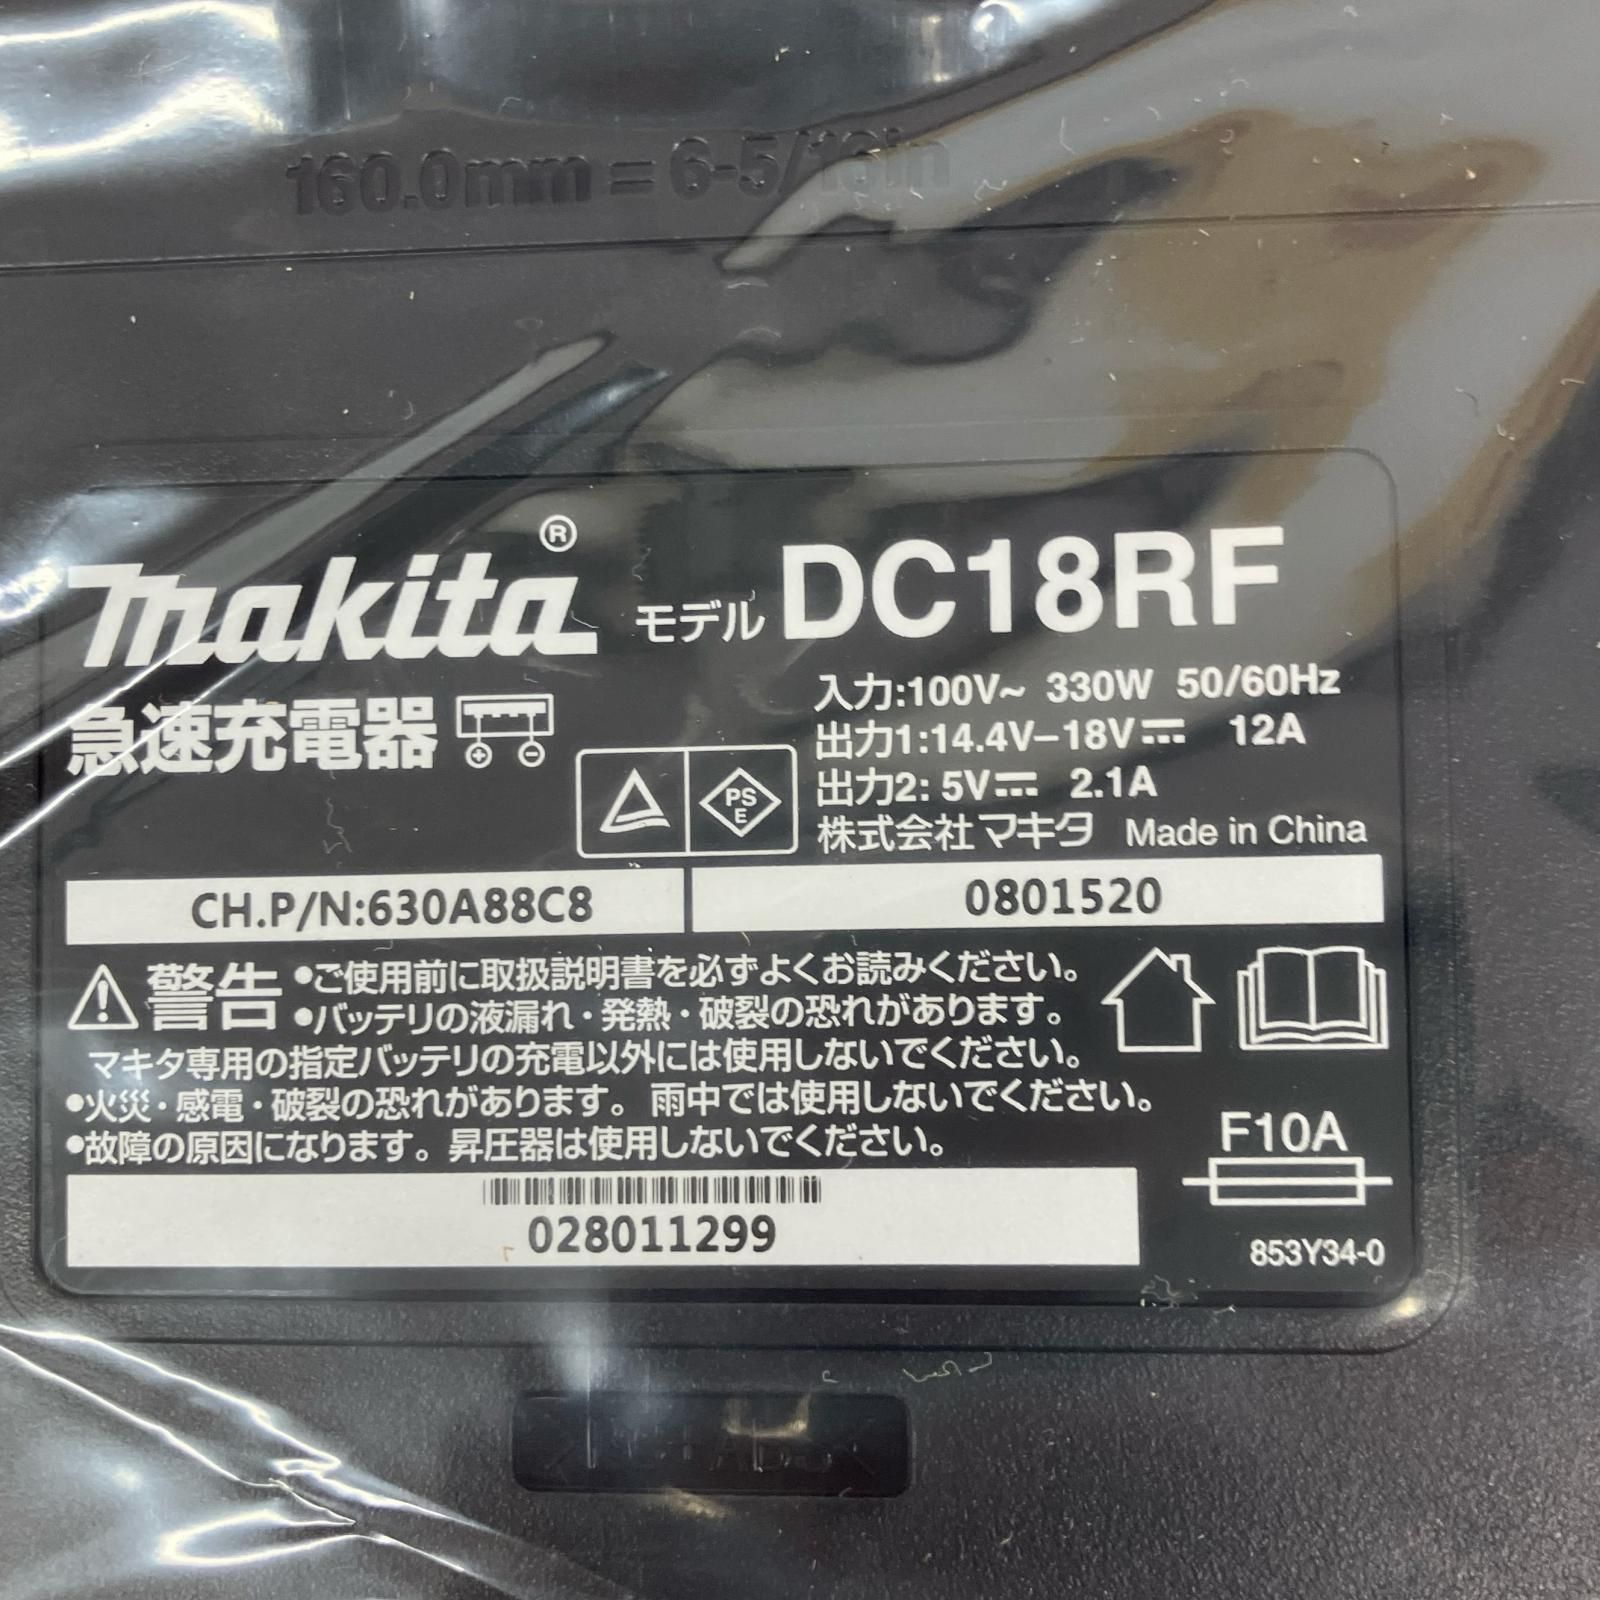 160.0mm = 6-5/16in
makita®
モデル DC18RF
急速充電器
入力:100V~ 330W 50/60Hz
出力1:14.4V–18V⎓ 12A
出力2: 5V⎓ 2.1A
株式会社マキタ Made in China
PS
E
CH.P/N:630A88C8
0801520
警告 •ご使用前に取扱説明書を必ずよくお読みください。
•バッテリの液漏れ・発熱・破裂の恐れがあります。
マキタ専用の指定バッテリの充電以外には使用しないでください。
•火災・感電・破裂の恐れがあります。雨中では使用しないでください。
•故障の原因になります。昇圧器は使用しないでください。
F10A
028011299
853Y34-0